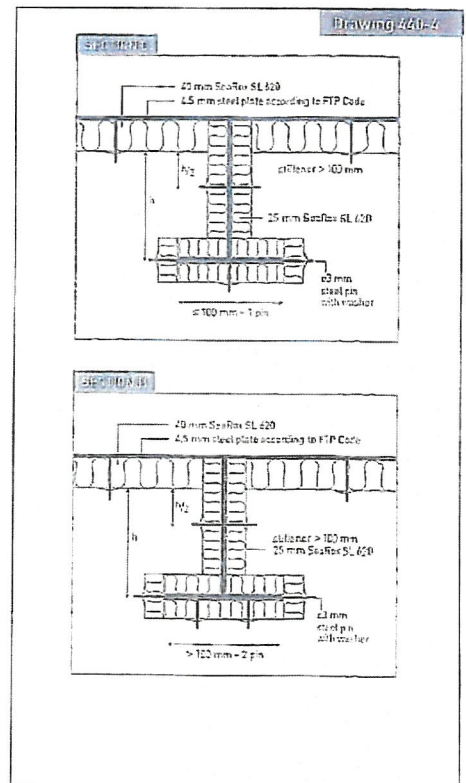 Drawing 440-4
40 mm SeaRox SL 620
4.5 mm steel plate according to FTP Code
h/2
stiffener > 100 mm
h
25 mm SeaRox SL 620
ø3 mm
steel pin
with washer
≤ 100 mm - 1 pin
40 mm SeaRox SL 620
4,5 mm steel plate according to FTP Code
h/2
h
stiffener > 100 mm
25 mm SeaRox SL 620
ø3 mm
steel pin
with washer
> 100 mm - 2 pin